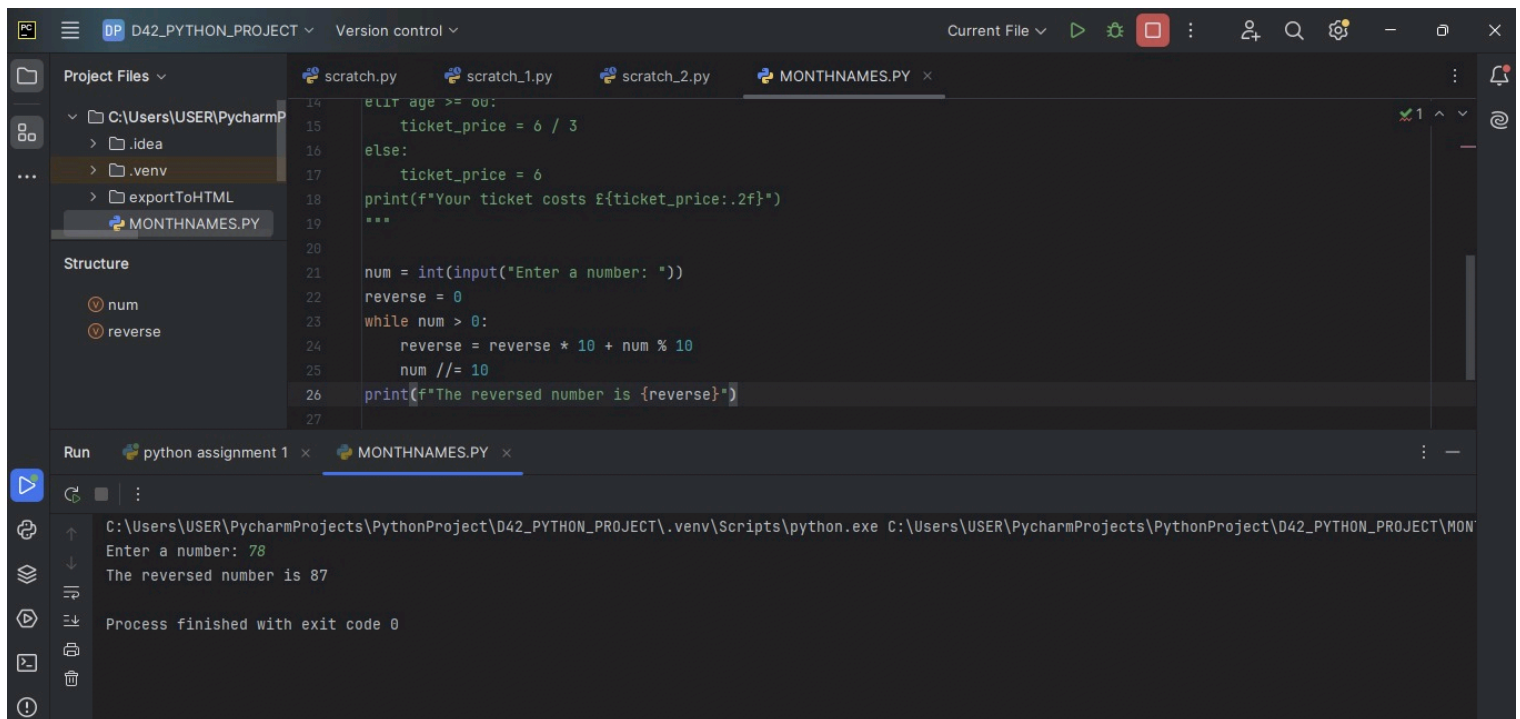 PC DP D42_PYTHON_PROJECT Version control Current File
Project Files scratch.py scratch_1.py scratch_2.py MONTHNAMES.PY
C:\Users\USER\PycharmP
.idea
.venv
exportToHTML
MONTHNAMES.PY
Structure
num
reverse
14 elif age >= 60:
15 ticket_price = 6 / 3
16 else:
17 ticket_price = 6
18 print(f"Your ticket costs £{ticket_price:.2f}")
19 """
20
21 num = int(input("Enter a number: "))
22 reverse = 0
23 while num > 0:
24 reverse = reverse * 10 + num % 10
25 num //= 10
26 print(f"The reversed number is {reverse}")
27
1
Run python assignment 1 MONTHNAMES.PY
C:\Users\USER\PycharmProjects\PythonProject\D42_PYTHON_PROJECT\.venv\Scripts\python.exe C:\Users\USER\PycharmProjects\PythonProject\D42_PYTHON_PROJECT\MON
Enter a number: 78
The reversed number is 87
Process finished with exit code 0